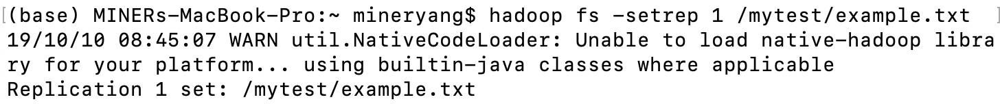 [(base) MINERs-MacBook-Pro:~ mineryang$ hadoop fs -setrep 1 /mytest/example.txt ]
19/10/10 08:45:07 WARN util.NativeCodeLoader: Unable to load native-hadoop libra
ry for your platform... using builtin-java classes where applicable
Replication 1 set: /mytest/example.txt